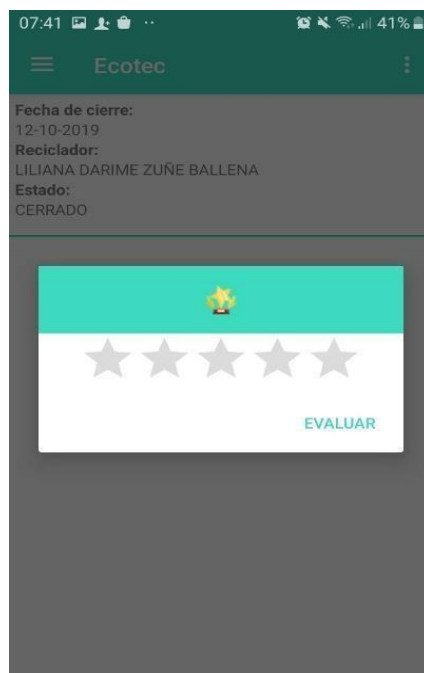 07:41 41%
Ecotec
Fecha de cierre:
12-10-2019
Reciclador:
LILIANA DARIME ZUÑE BALLENA
Estado:
CERRADO
EVALUAR